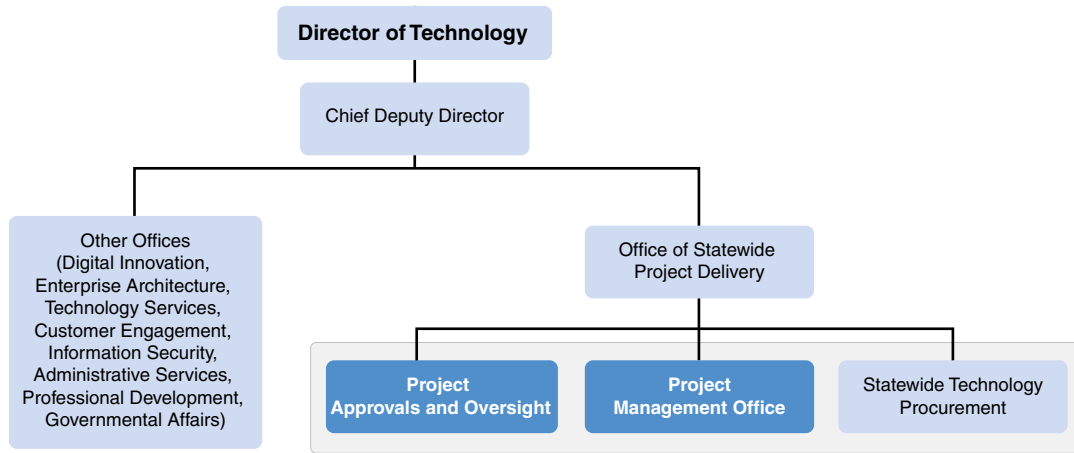 Director of Technology
Chief Deputy Director
Other Offices
(Digital Innovation,
Enterprise Architecture,
Technology Services,
Customer Engagement,
Information Security,
Administrative Services,
Professional Development,
Governmental Affairs)
Office of Statewide
Project Delivery
Project
Approvals and Oversight
Project
Management Office
Statewide Technology
Procurement